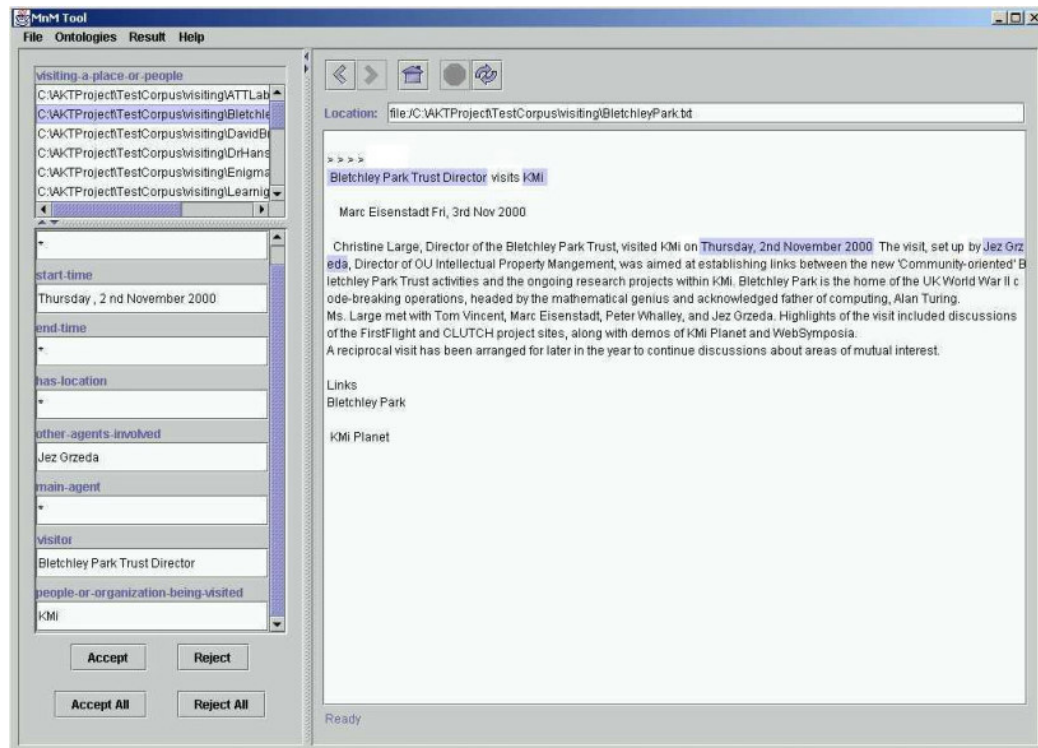 MnM Tool
File Ontologies Result Help
visiting-a-place-or-people
C:\AKTProject\TestCorpus\visiting\ATTLab
C:\AKTProject\TestCorpus\visiting\Bletchle
C:\AKTProject\TestCorpus\visiting\DavidBr
C:\AKTProject\TestCorpus\visiting\DrHans
C:\AKTProject\TestCorpus\visiting\Enigma
C:\AKTProject\TestCorpus\visiting\Learnig
*
start-time
Thursday , 2 nd November 2000
end-time
*
has-location
*
other-agents-involved
Jez Grzeda
main-agent
*
visitor
Bletchley Park Trust Director
people-or-organization-being-visited
KMi
Accept Reject
Accept All Reject All
Location: file:/C:\AKTProject\TestCorpus\visiting\BletchleyPark.txt
> > > >
Bletchley Park Trust Director visits KMi
Marc Eisenstadt Fri, 3rd Nov 2000
Christine Large, Director of the Bletchley Park Trust, visited KMi on Thursday, 2nd November 2000 The visit, set up by Jez Grz
eda, Director of OU Intellectual Property Mangement, was aimed at establishing links between the new 'Community-oriented' B
letchley Park Trust activities and the ongoing research projects within KMi. Bletchley Park is the home of the UK World War II c
ode-breaking operations, headed by the mathematical genius and acknowledged father of computing, Alan Turing.
Ms. Large met with Tom Vincent, Marc Eisenstadt, Peter Whalley, and Jez Grzeda. Highlights of the visit included discussions
of the FirstFlight and CLUTCH project sites, along with demos of KMi Planet and WebSymposia.
A reciprocal visit has been arranged for later in the year to continue discussions about areas of mutual interest.
Links
Bletchley Park
KMi Planet
Ready